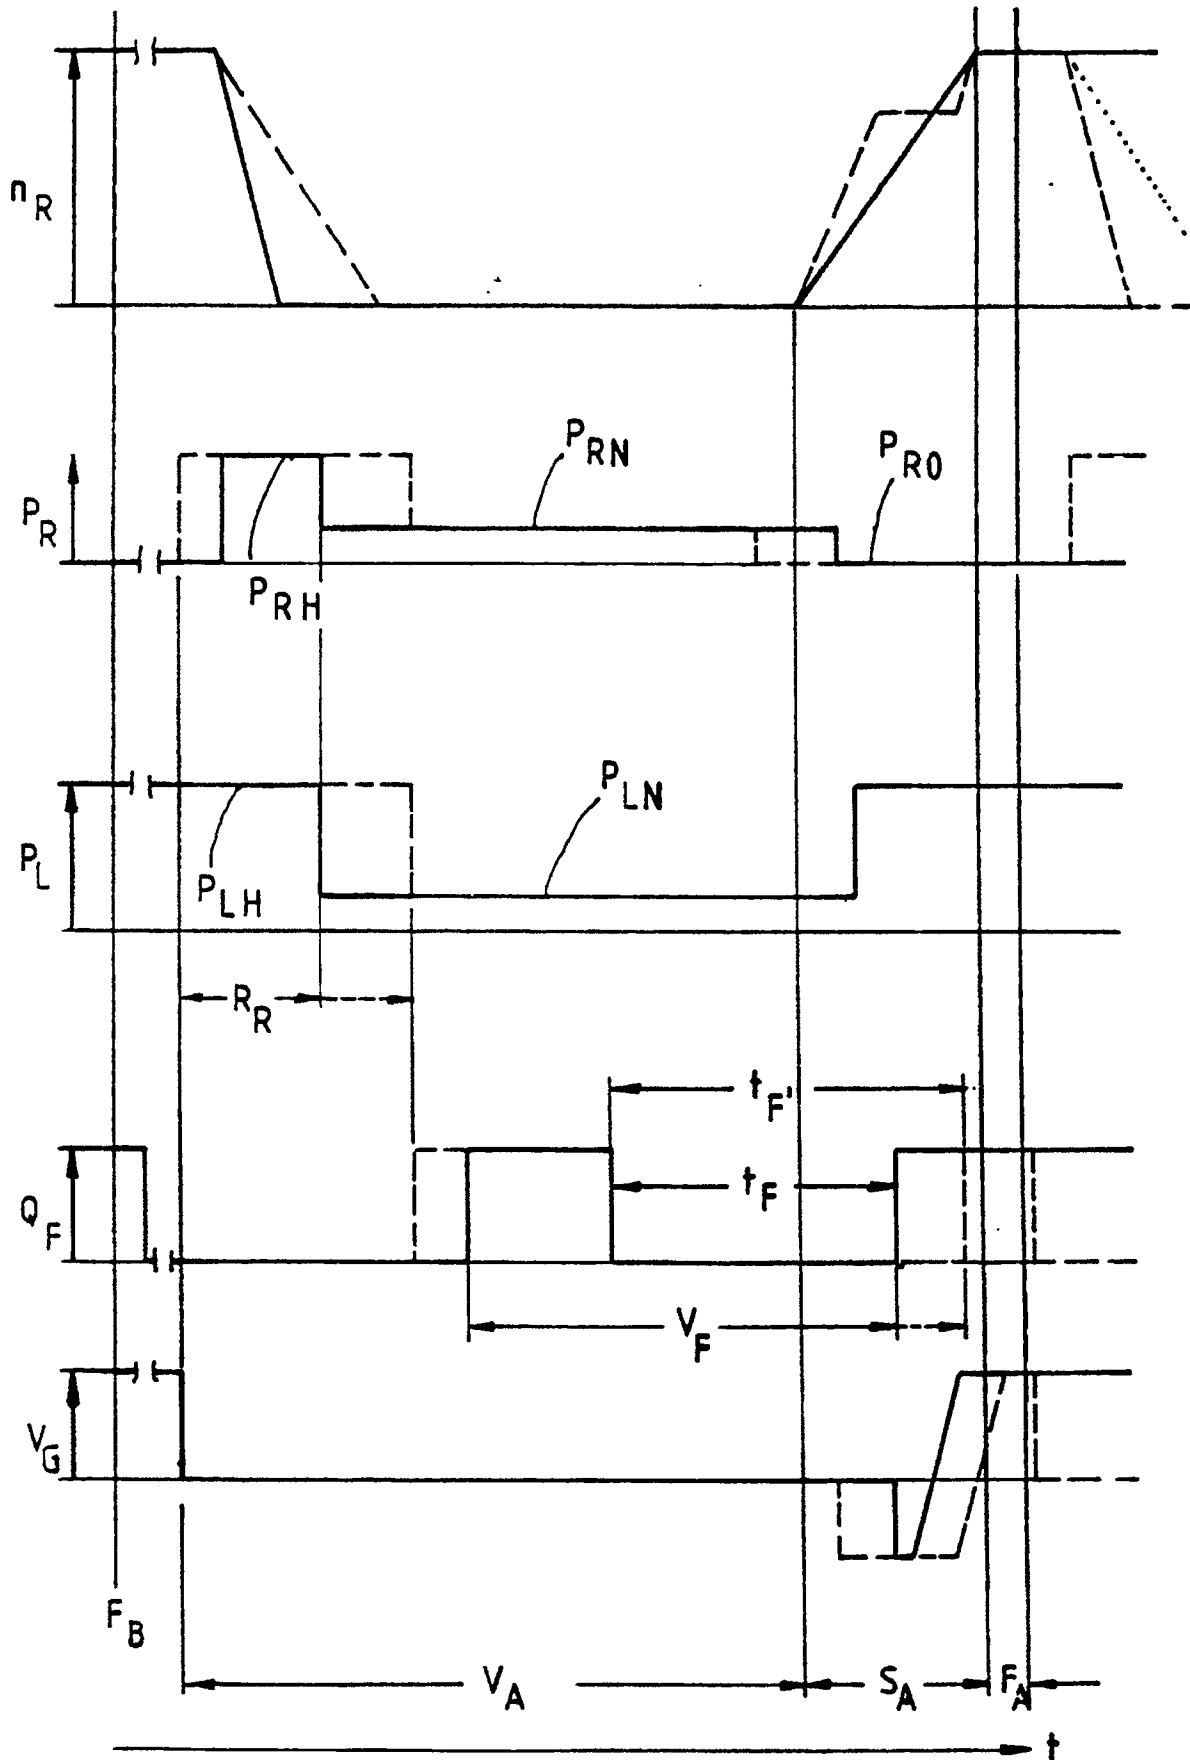 n_R
P_RN
P_R0
P_R
P_RH
P_LN
P_L
P_LH
R_R
t_F'
t_F
Q_F
V_F
V_G
F_B
V_A
S_A
F_A
t